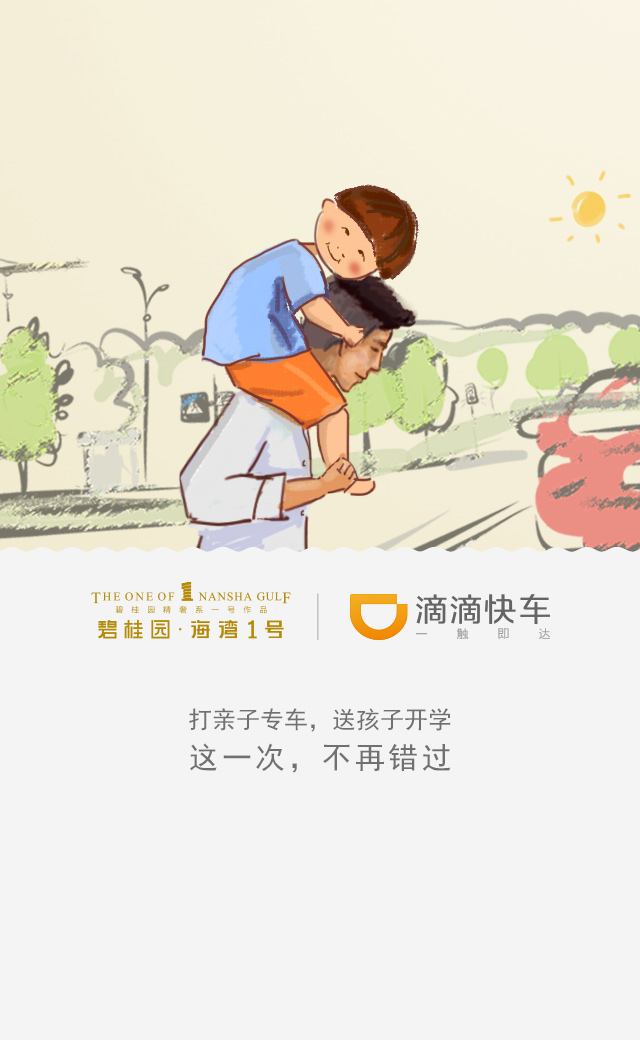 THE ONE OF 1 NANSHA GULF
碧桂园精奢系一号作品
碧桂园·海湾1号
滴滴快车
一触即达
打亲子专车，送孩子开学
这一次，不再错过